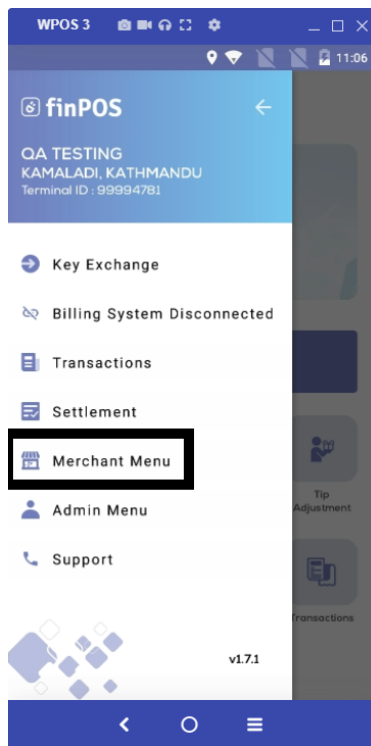 WPOS 3
11:06
finPOS
QA TESTING
KAMALADI, KATHMANDU
Terminal ID : 99994781
Key Exchange
Billing System Disconnected
Transactions
Settlement
Merchant Menu
Admin Menu
Support
Tip
Adjustment
Transactions
v1.7.1